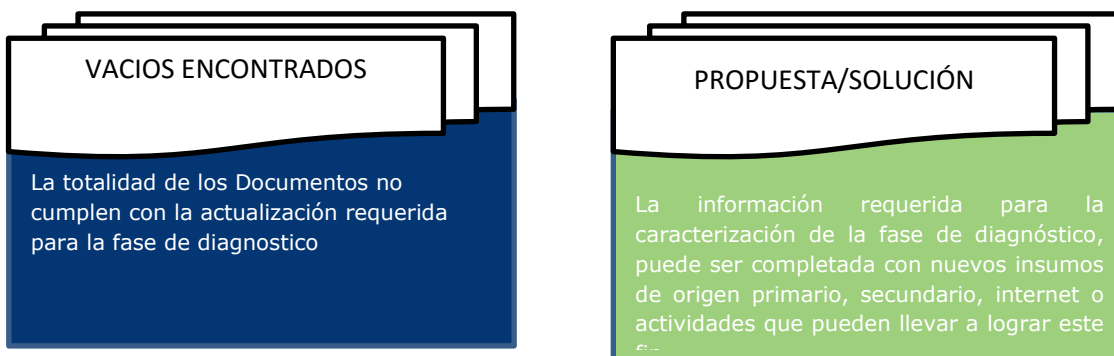 VACIOS ENCONTRADOS
La totalidad de los Documentos no
cumplen con la actualización requerida
para la fase de diagnostico
PROPUESTA/SOLUCIÓN
La información requerida para la
caracterización de la fase de diagnóstico,
puede ser completada con nuevos insumos
de origen primario, secundario, internet o
actividades que pueden llevar a lograr este